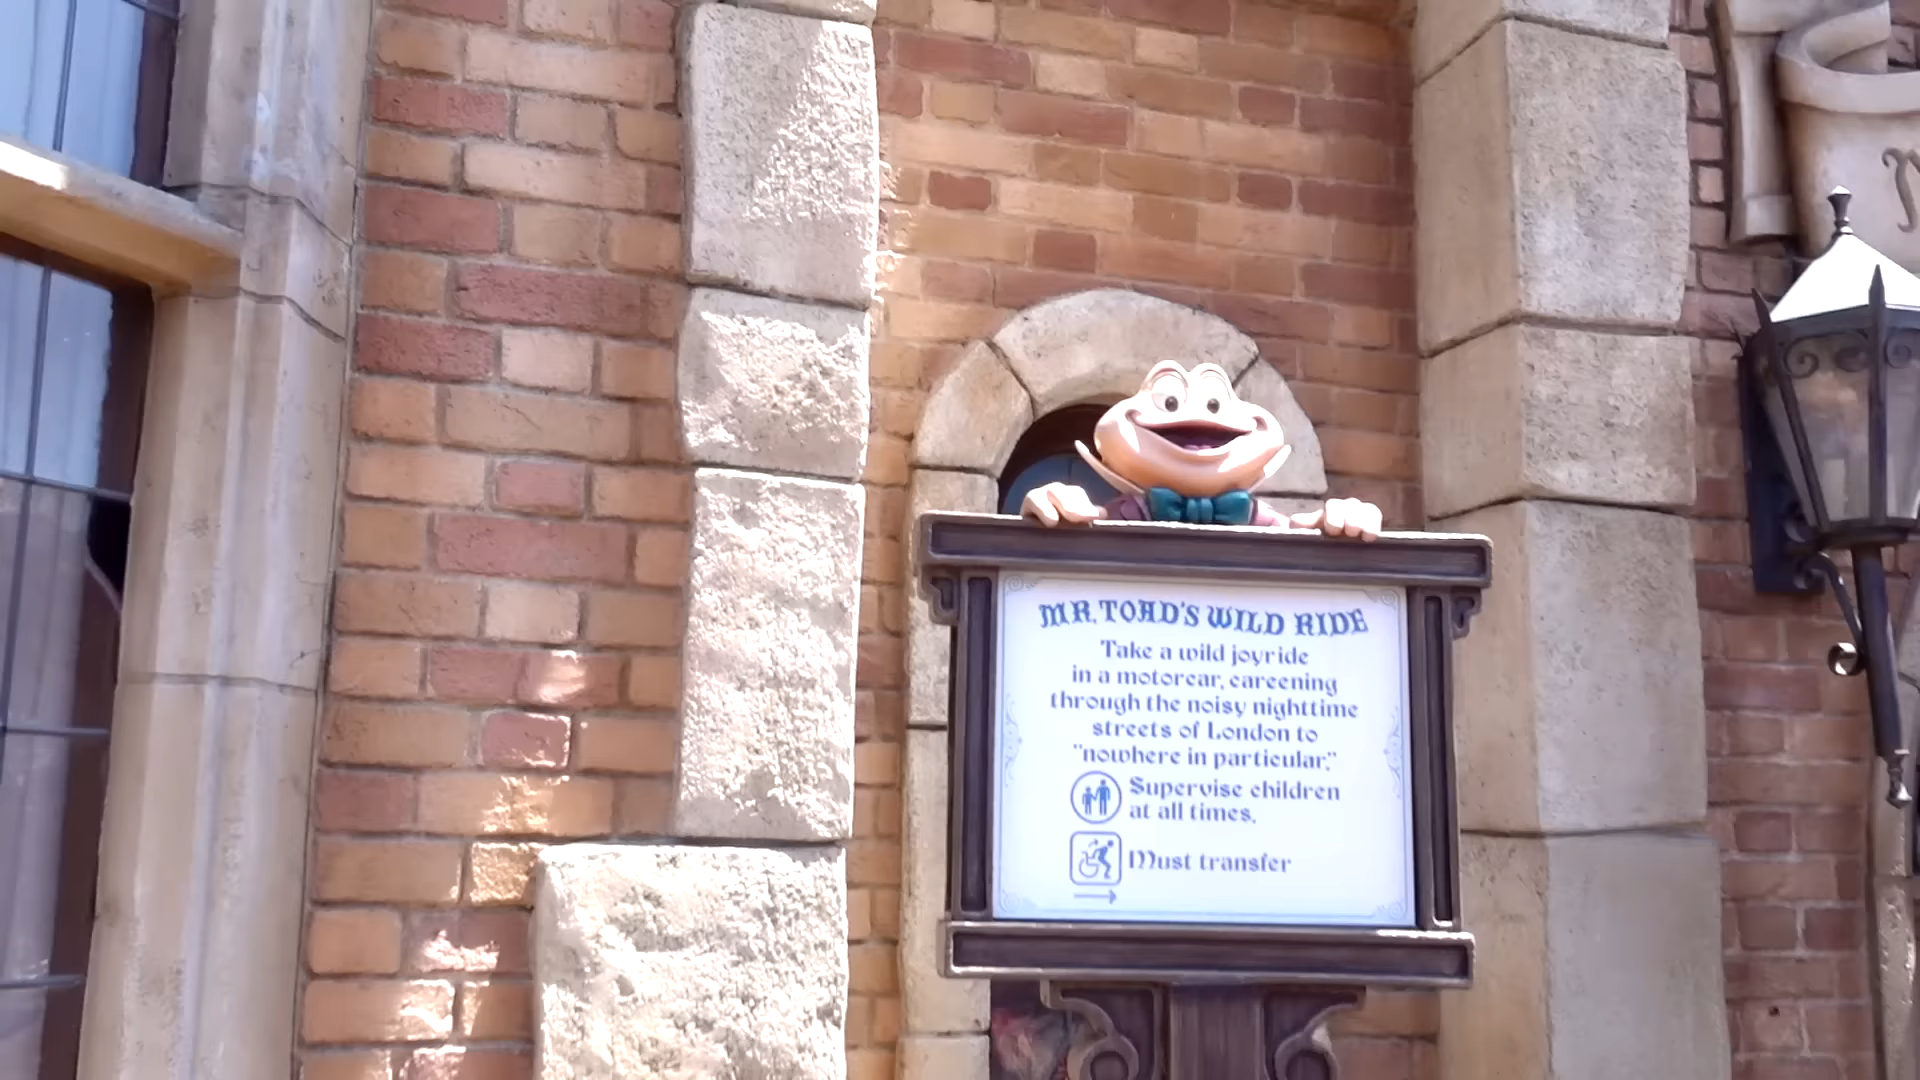 MR. TOAD'S WILD RIDE
Take a wild joyride
in a motorcar, careening
through the noisy nighttime
streets of London to
"nowhere in particular."
Supervise children
at all times.
Must transfer